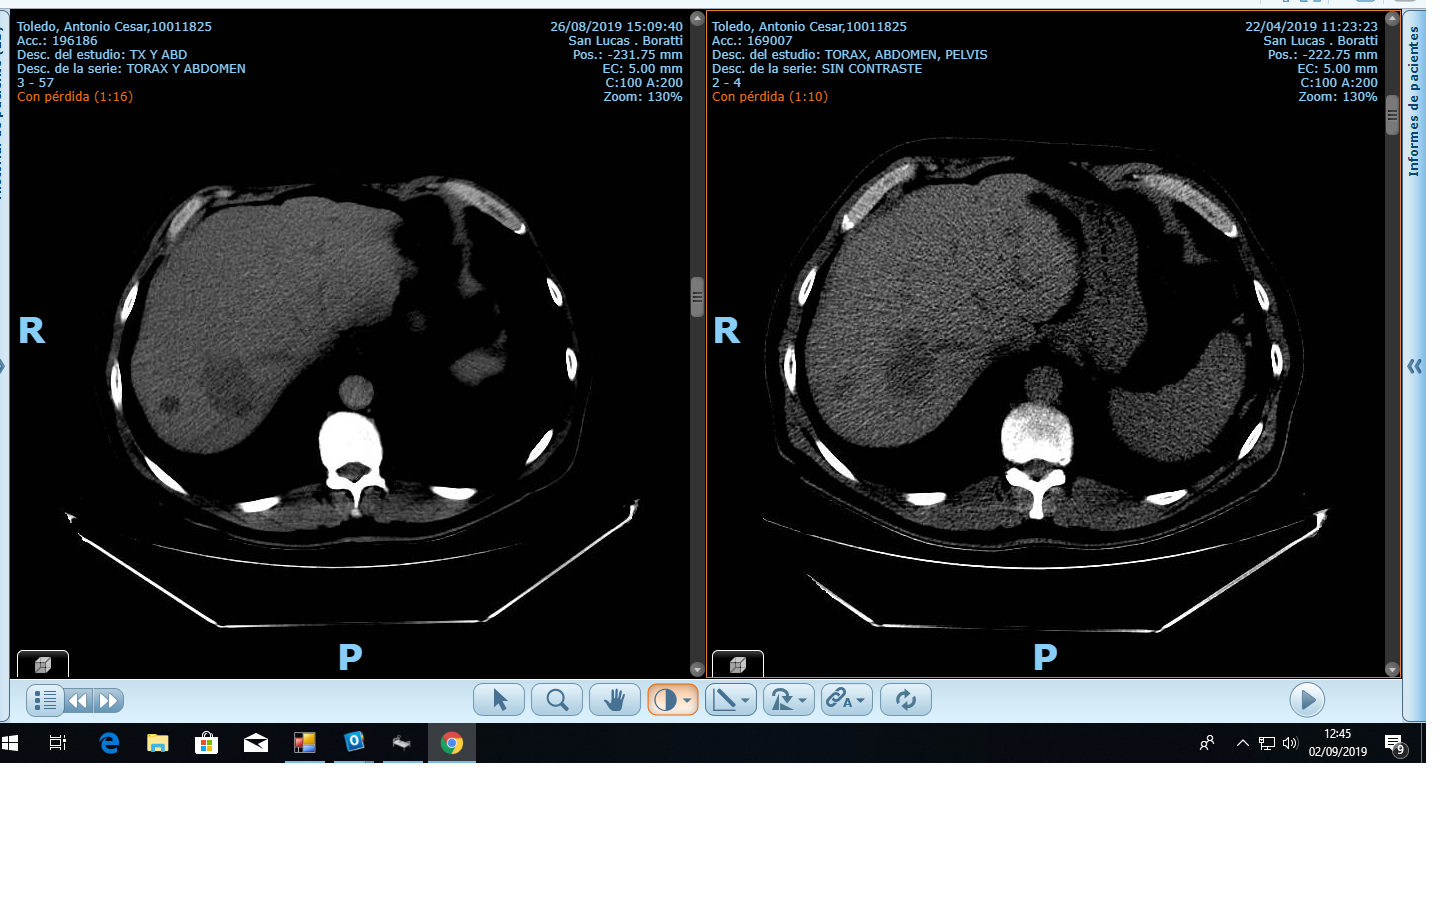 Toledo, Antonio Cesar,10011825
Acc.: 196186
Desc. del estudio: TX Y ABD
Desc. de la serie: TORAX Y ABDOMEN
3 - 57
Con pérdida (1:16)
26/08/2019 15:09:40
San Lucas . Boratti
Pos.: -231.75 mm
EC: 5.00 mm
C:100 A:200
Zoom: 130%
R
P
Toledo, Antonio Cesar,10011825
Acc.: 169007
Desc. del estudio: TORAX, ABDOMEN, PELVIS
Desc. de la serie: SIN CONTRASTE
2 - 4
Con pérdida (1:10)
22/04/2019 11:23:23
San Lucas . Boratti
Pos.: -222.75 mm
EC: 5.00 mm
C:100 A:200
Zoom: 130%
R
P
Informes de pacientes
A
12:45
02/09/2019
9